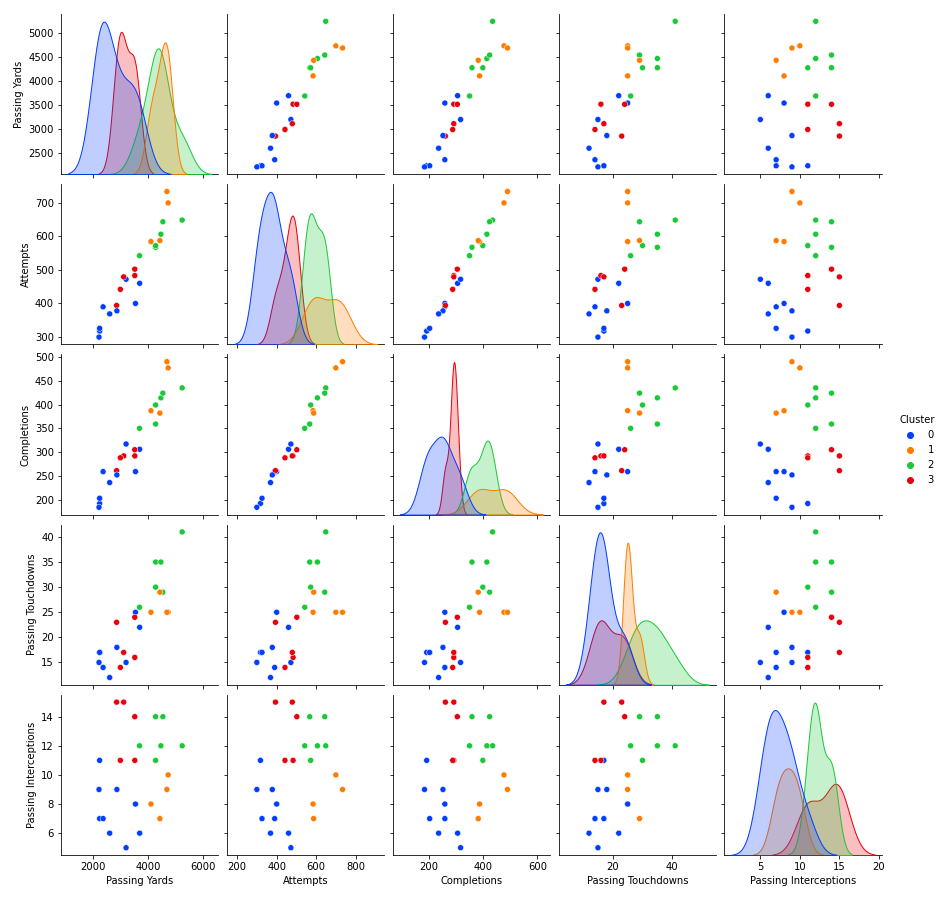 5000
4500
4000
3500
3000
2500
Passing Yards
700
600
500
400
300
Attempts
500
450
400
350
300
250
200
Completions
Cluster
0
1
2
3
40
35
30
25
20
15
Passing Touchdowns
14
12
10
8
6
Passing Interceptions
2000 4000 6000
200 400 600 800
200 400 600
20 40
5 10 15 20
Passing Yards
Attempts
Completions
Passing Touchdowns
Passing Interceptions